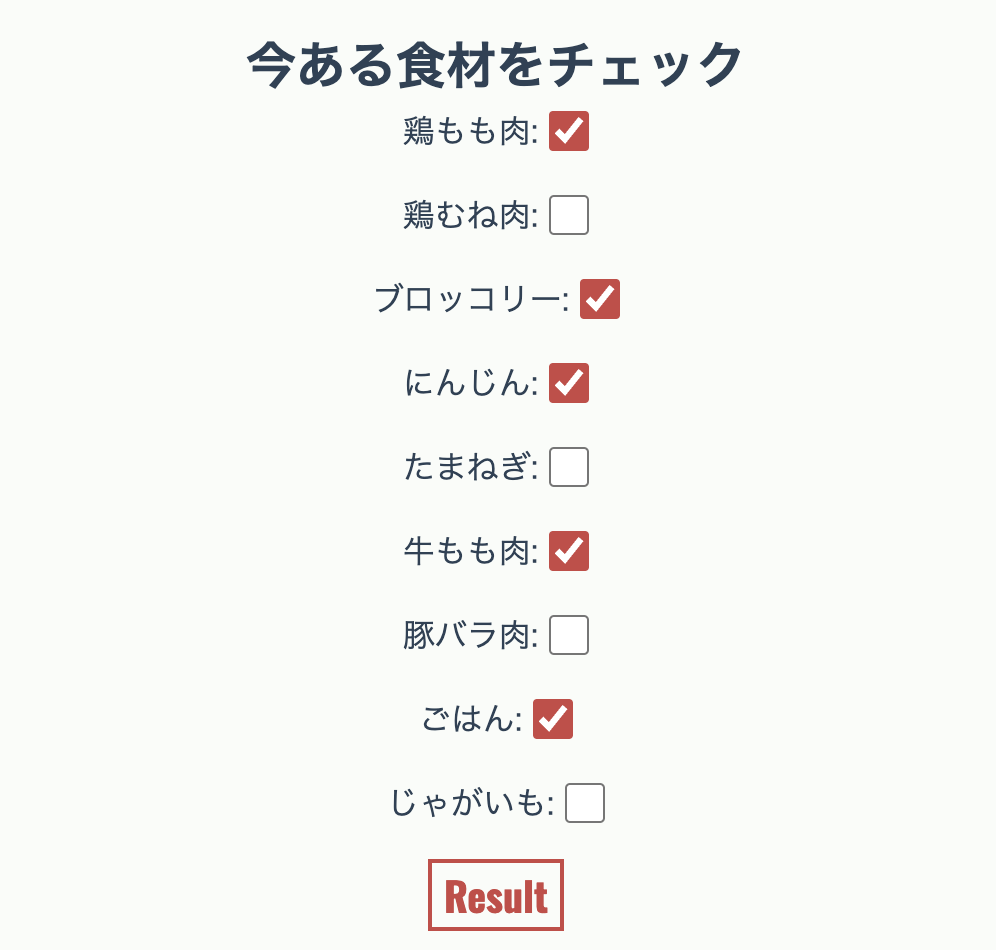 今ある食材をチェック
鶏もも肉:
鶏むね肉:
ブロッコリー:
にんじん:
たまねぎ:
牛もも肉:
豚バラ肉:
ごはん:
じゃがいも:
Result